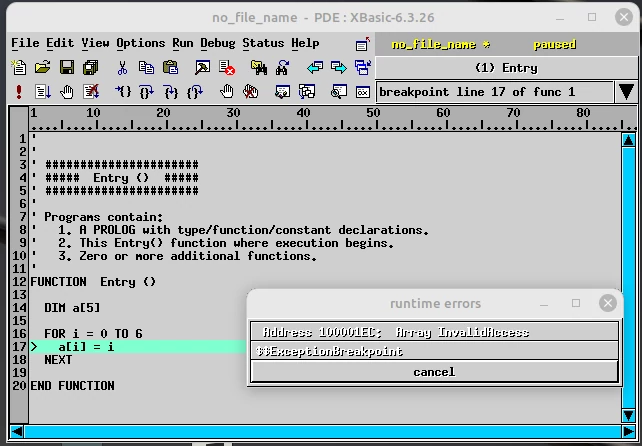 no_file_name - PDE : XBasic-6.3.26
File Edit View Options Run Debug Status Help
no_file_name * paused
(1) Entry
breakpoint line 17 of func 1
1 10 20 30 40 50 60 70 80
1 '
2 '
3 ' ######################
4 ' ##### Entry () #####
5 ' ######################
6 '
7 ' Programs contain:
8 ' 1. A PROLOG with type/function/constant declarations.
9 ' 2. This Entry() function where execution begins.
10 ' 3. Zero or more additional functions.
11 '
12 FUNCTION Entry ()
13
14 DIM a[5]
15
16 FOR i = 0 TO 6
17 > a[i] = i
18 NEXT
19
20 END FUNCTION
runtime errors
Address 100001EC: Array InvalidAccess
$$ExceptionBreakpoint
cancel